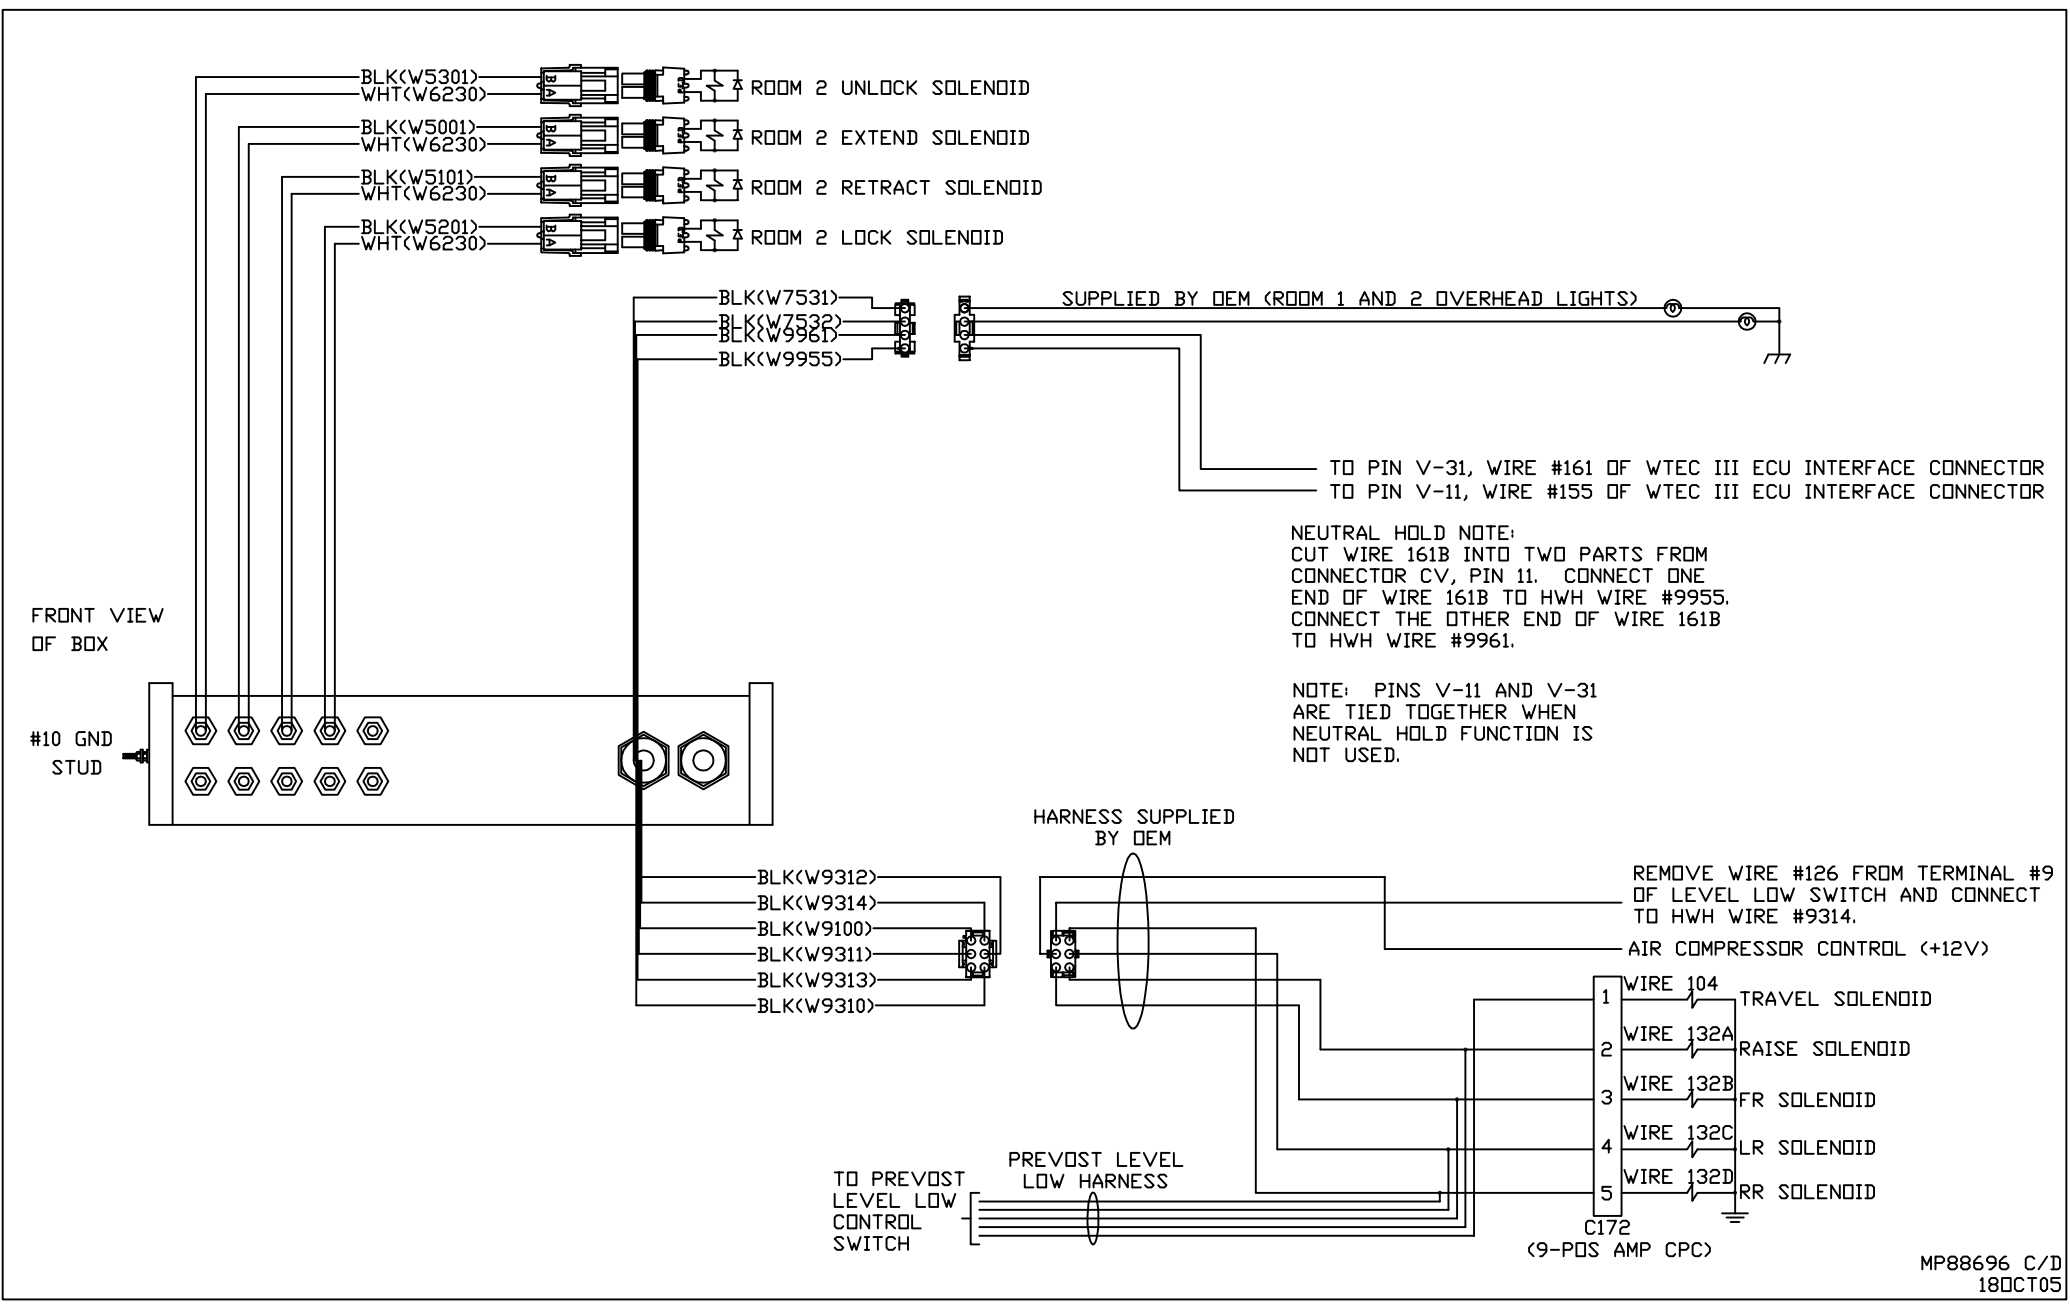 BLK(W5301)
WHT(W6230)
B
A
ROOM 2 UNLOCK SOLENOID
BLK(W5001)
WHT(W6230)
B
A
ROOM 2 EXTEND SOLENOID
BLK(W5101)
WHT(W6230)
B
A
ROOM 2 RETRACT SOLENOID
BLK(W5201)
WHT(W6230)
B
A
ROOM 2 LOCK SOLENOID
BLK(W7531)
BLK(W7532)
BLK(W9961)
BLK(W9955)
SUPPLIED BY OEM (ROOM 1 AND 2 OVERHEAD LIGHTS)
TO PIN V-31, WIRE #161 OF WTEC III ECU INTERFACE CONNECTOR
TO PIN V-11, WIRE #155 OF WTEC III ECU INTERFACE CONNECTOR
NEUTRAL HOLD NOTE:
CUT WIRE 161B INTO TWO PARTS FROM
CONNECTOR CV, PIN 11. CONNECT ONE
END OF WIRE 161B TO HWH WIRE #9955.
CONNECT THE OTHER END OF WIRE 161B
TO HWH WIRE #9961.
NOTE: PINS V-11 AND V-31
ARE TIED TOGETHER WHEN
NEUTRAL HOLD FUNCTION IS
NOT USED.
FRONT VIEW
OF BOX
#10 GND
STUD
HARNESS SUPPLIED
BY OEM
BLK(W9312)
BLK(W9314)
BLK(W9100)
BLK(W9311)
BLK(W9313)
BLK(W9310)
REMOVE WIRE #126 FROM TERMINAL #9
OF LEVEL LOW SWITCH AND CONNECT
TO HWH WIRE #9314.
AIR COMPRESSOR CONTROL (+12V)
1
WIRE 104
TRAVEL SOLENOID
2
WIRE 132A
RAISE SOLENOID
3
WIRE 132B
FR SOLENOID
4
WIRE 132C
LR SOLENOID
5
WIRE 132D
RR SOLENOID
C172
(9-POS AMP CPC)
TO PREVOST
LEVEL LOW
CONTROL
SWITCH
PREVOST LEVEL
LOW HARNESS
MP88696 C/D
18OCT05